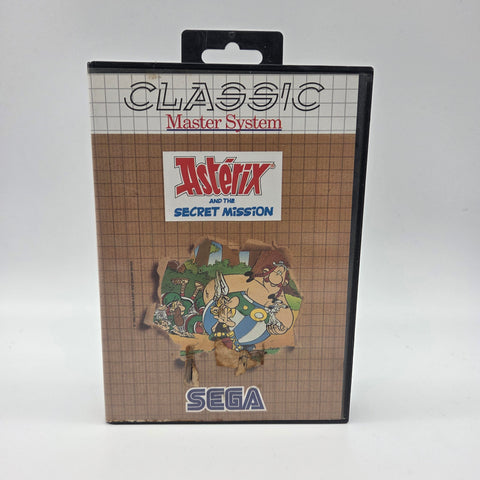 CLASSIC
Master System
Astérix
AND THE
SECRET MISSION
SEGA